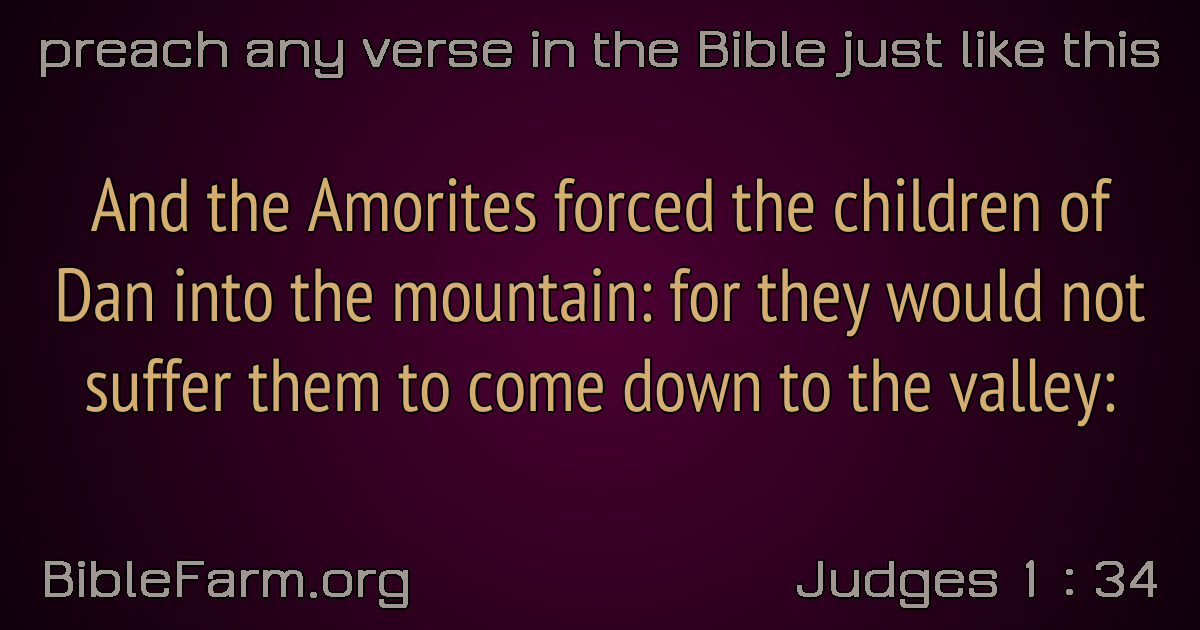 preach any verse in the Bible just like this
And the Amorites forced the children of
Dan into the mountain: for they would not
suffer them to come down to the valley:
BibleFarm.org
Judges 1 : 34